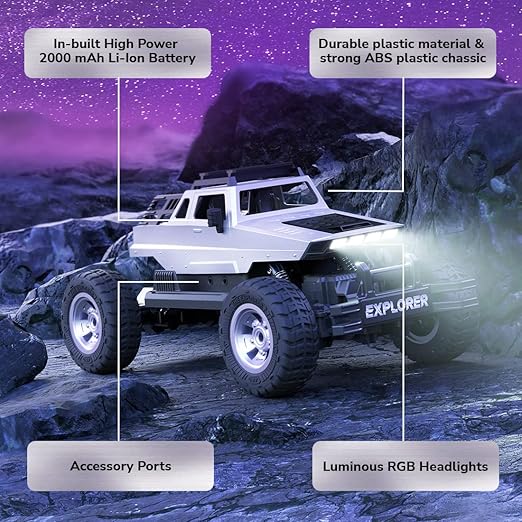 In-built High Power
2000 mAh Li-Ion Battery
Durable plastic material &
strong ABS plastic chassic
EXPLORER
Accessory Ports
Luminous RGB Headlights